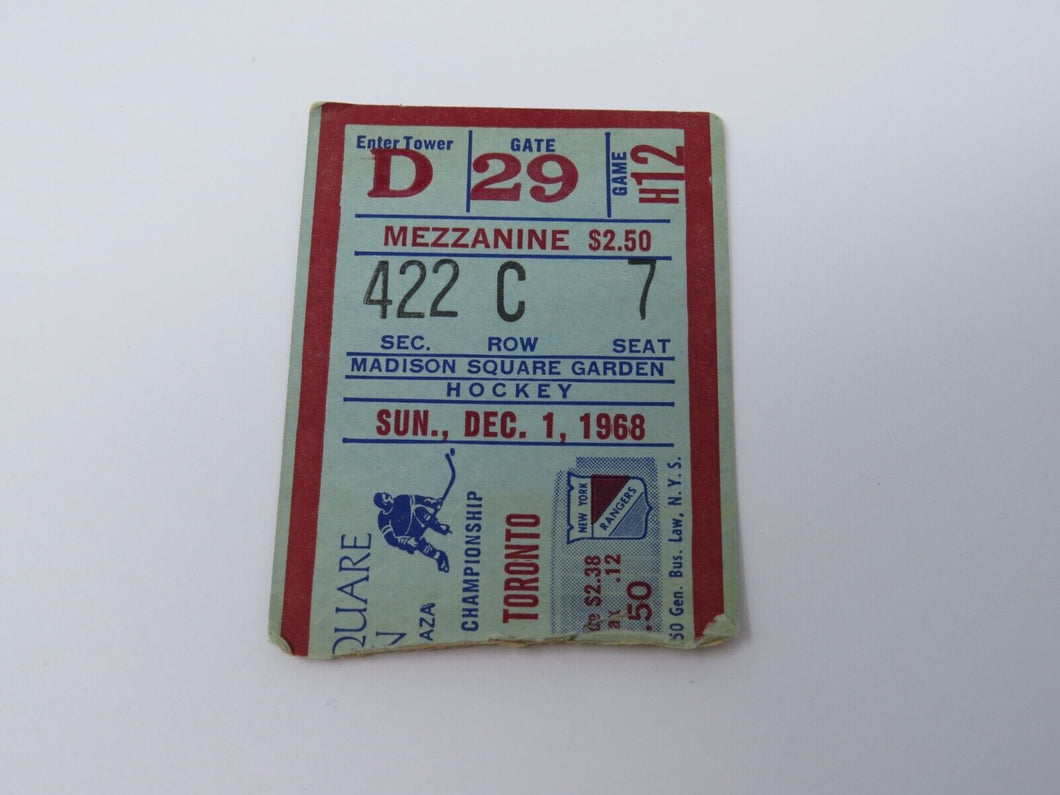 Enter Tower
D
GATE
29
GAME
H12
MEZZANINE $2.50
422 C 7
SEC. ROW SEAT
MADISON SQUARE GARDEN
HOCKEY
SUN., DEC. 1, 1968
QUARE
N
AZA
CHAMPIONSHIP
TORONTO
NEW YORK
RANGERS
$2.38
.12
.50
50 Gen. Bus. Law, N.Y.S.